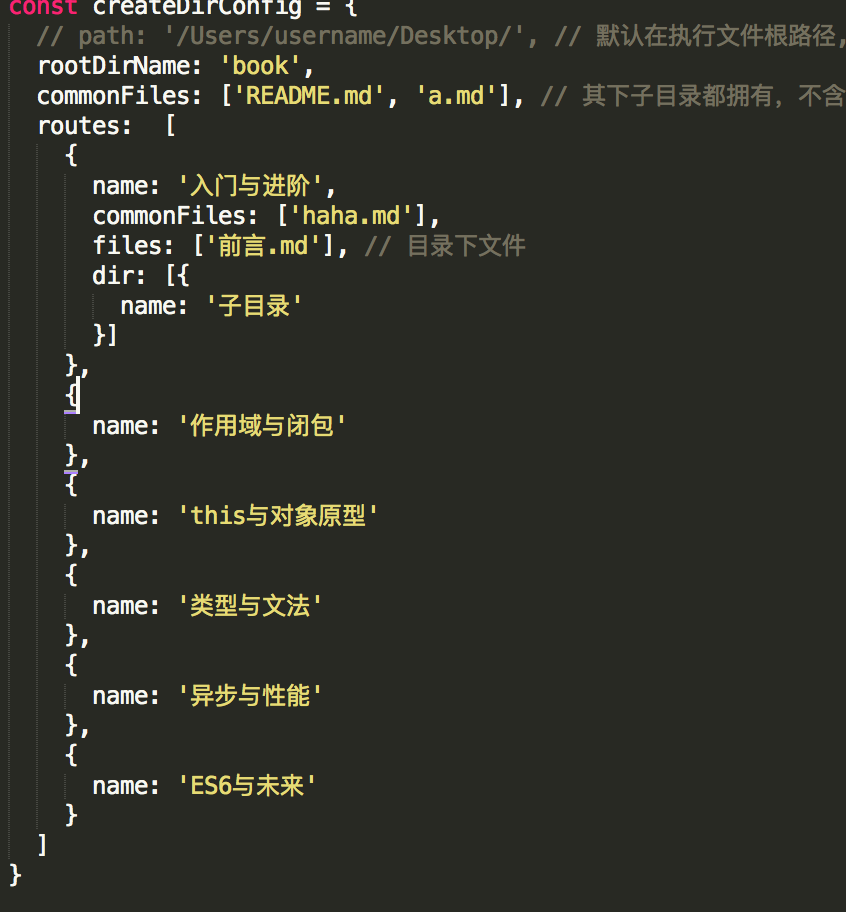 const createDirConfig = {
  // path: '/Users/username/Desktop/', // 默认在执行文件根路径,
  rootDirName: 'book',
  commonFiles: ['README.md', 'a.md'], // 其下子目录都拥有, 不含
  routes:  [
    {
      name: '入门与进阶',
      commonFiles: ['haha.md'],
      files: ['前言.md'], // 目录下文件
      dir: [{
        name: '子目录'
      }]
    },
    {
      name: '作用域与闭包'
    },
    {
      name: 'this与对象原型'
    },
    {
      name: '类型与文法'
    },
    {
      name: '异步与性能'
    },
    {
      name: 'ES6与未来'
    }
  ]
}